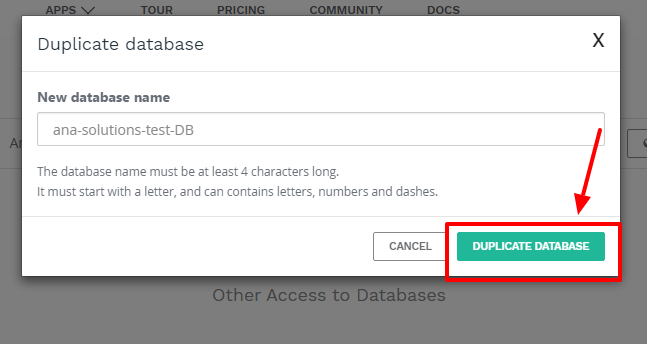 APPS TOUR PRICING COMMUNITY DOCS
Duplicate database X
New database name
ana-solutions-test-DB
The database name must be at least 4 characters long.
It must start with a letter, and can contains letters, numbers and dashes.
CANCEL DUPLICATE DATABASE
Other Access to Databases